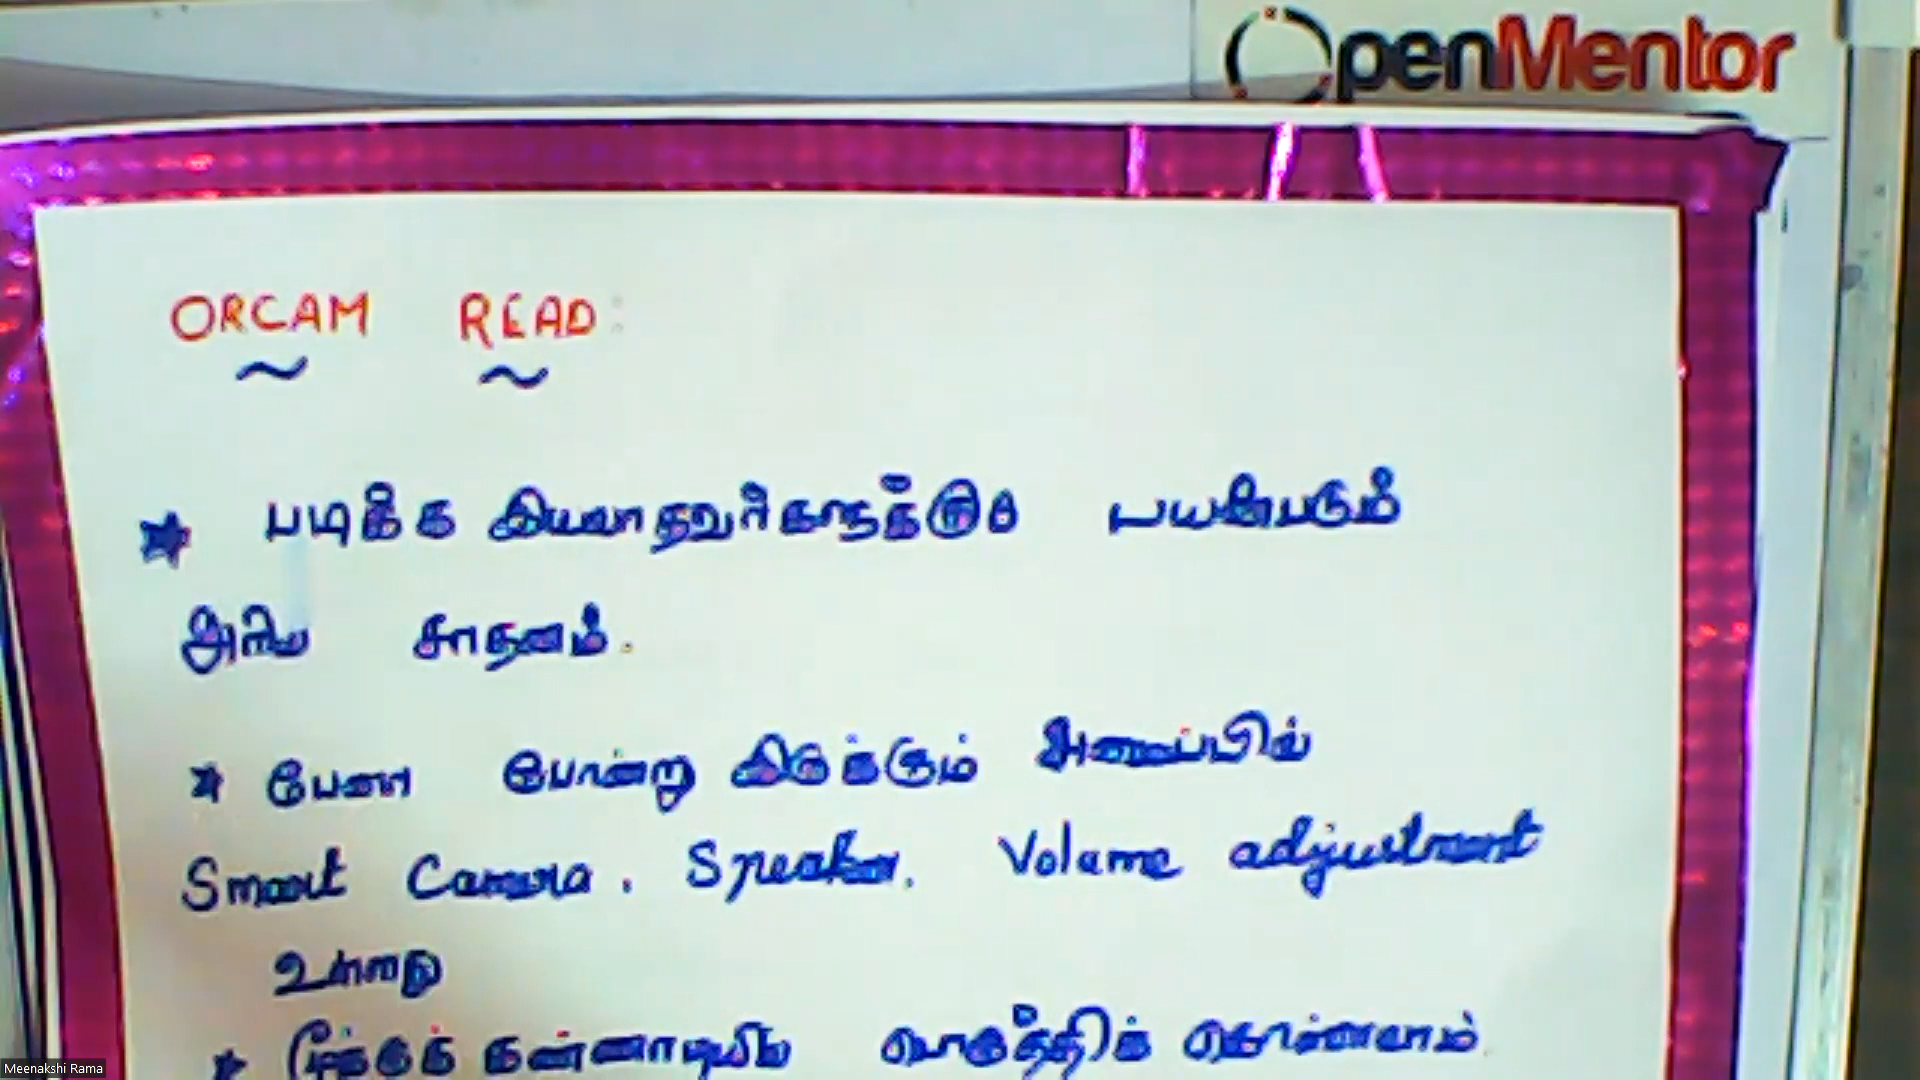 OpenMentor
ORCAM READ:
★ படிக்க இயலாதவர்களுக்கு பயன்படும்
அரிய சாதனம்.
★ பேனா போன்று இருக்கும் அமைப்பில்
Smart Camera, Speaker, Volume adjustment
உள்ளது
★ மூக்குக் கண்ணாடியில் பொருத்திக் கொள்ளலாம்
Meenakshi Rama